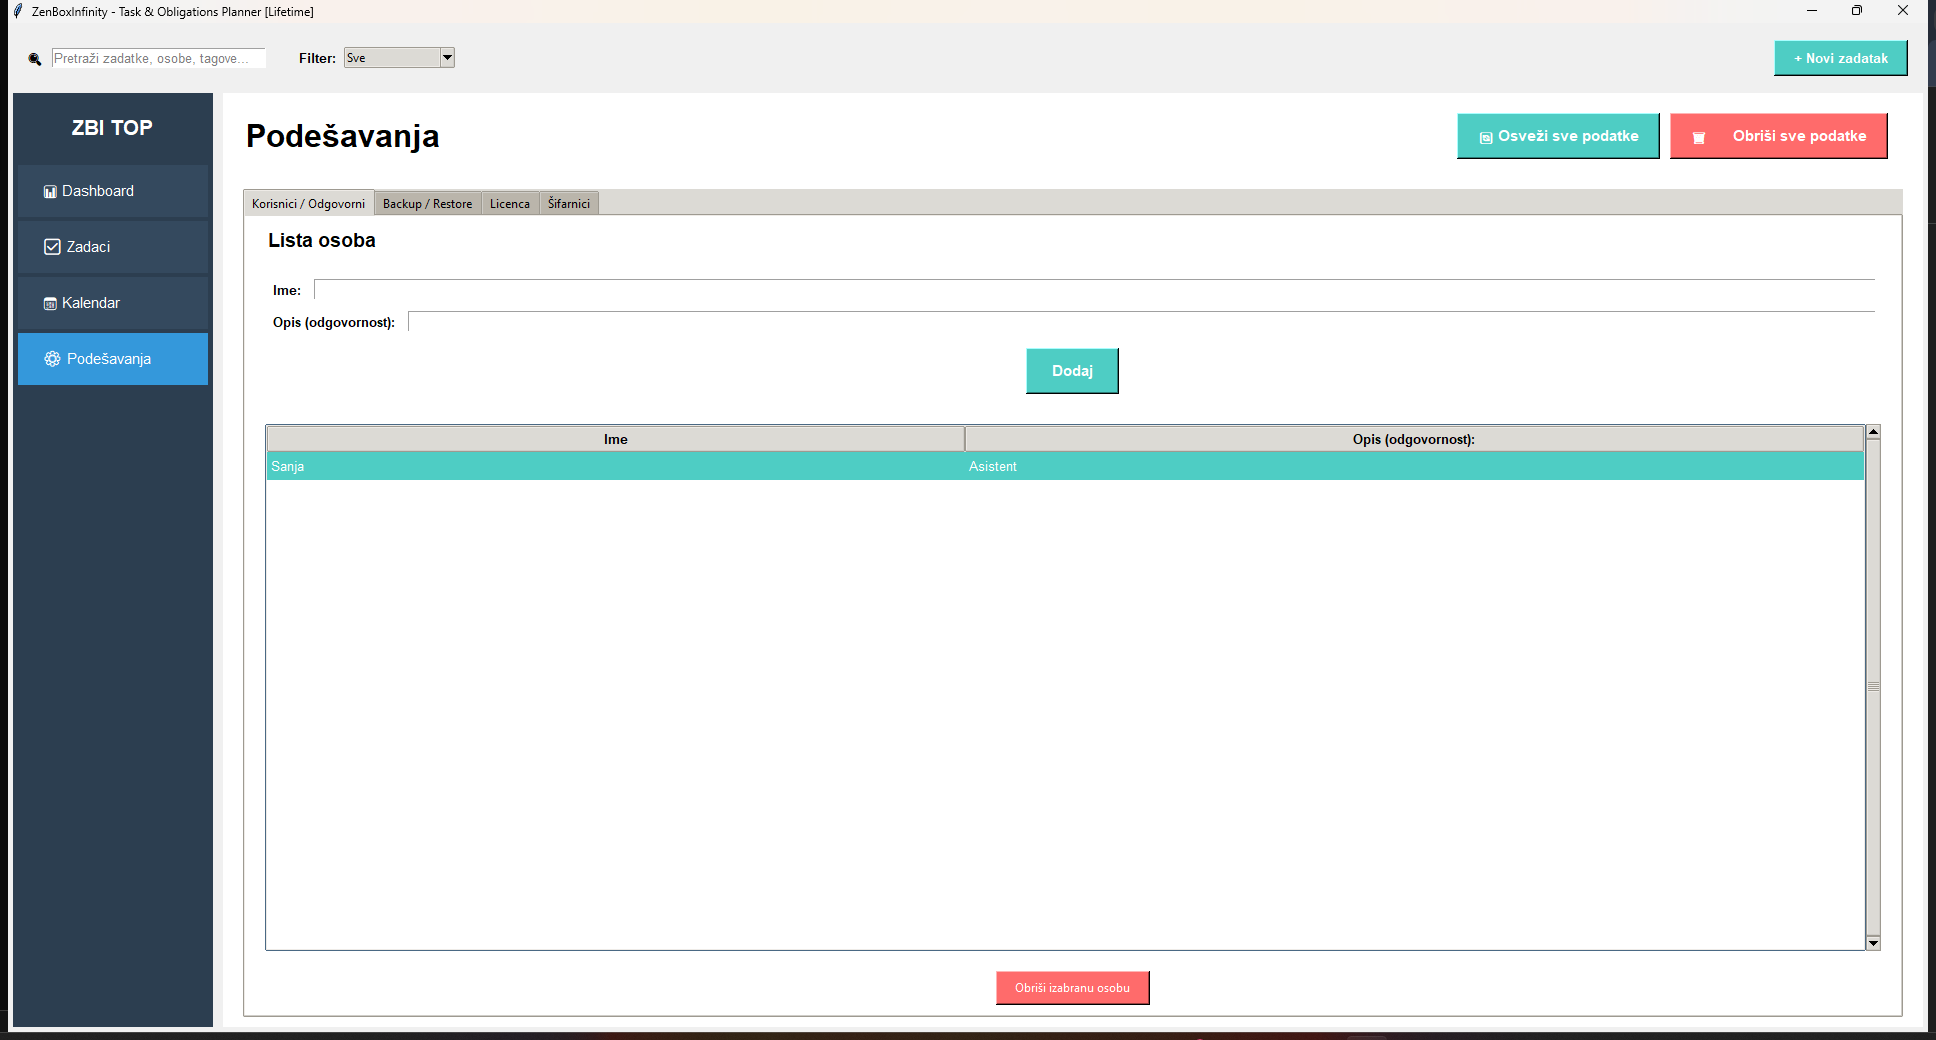 ZenBoxInfinity - Task & Obligations Planner [Lifetime]
Pretraži zadatke, osobe, tagove...
Filter:
Sve
+ Novi zadatak
ZBI TOP
Dashboard
Zadaci
Kalendar
Podešavanja
Podešavanja
Osveži sve podatke
Obriši sve podatke
Korisnici / Odgovorni
Backup / Restore
Licenca
Šifarnici
Lista osoba
Ime:
Opis (odgovornost):
Dodaj
Ime
Opis (odgovornost):
Sanja
Asistent
Obriši izabranu osobu